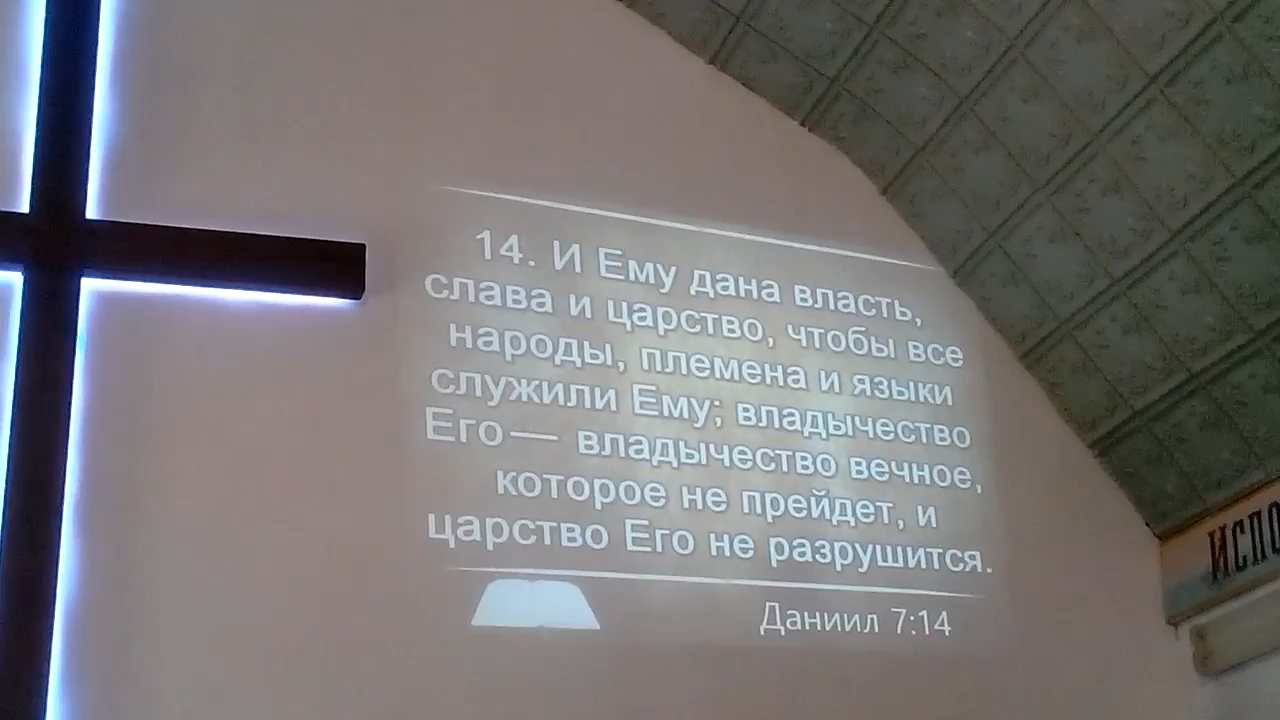 14. И Ему дана власть,
слава и царство, чтобы все
народы, племена и языки
служили Ему; владычество
Его— владычество вечное,
которое не прейдет, и
царство Его не разрушится.
Даниил 7:14